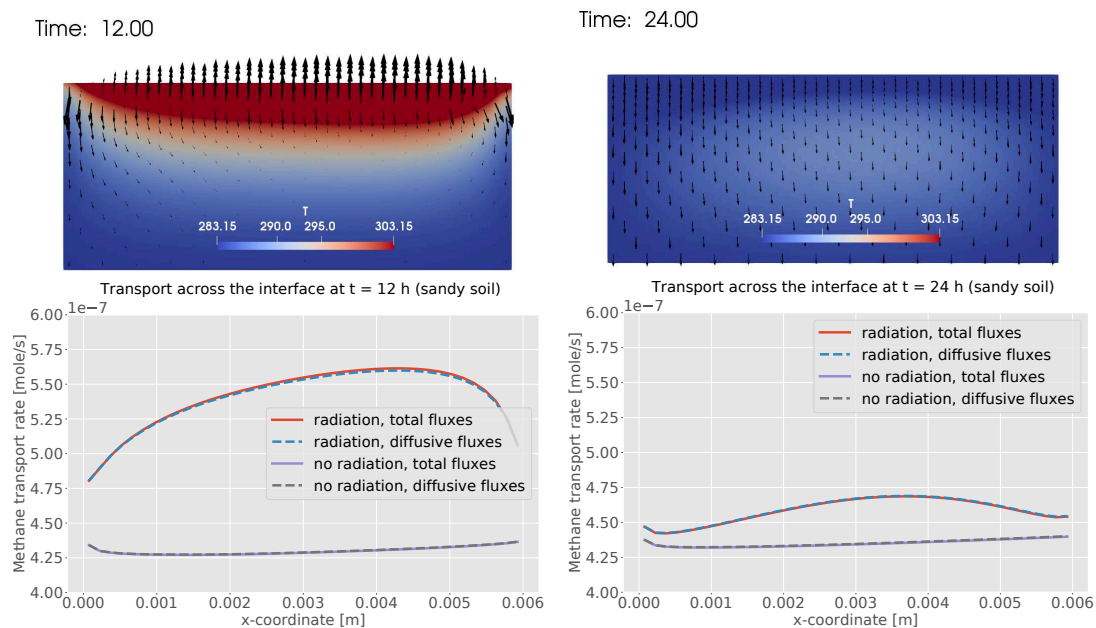 Time: 12.00
T
283.15 290.0 295.0 303.15
Transport across the interface at t = 12 h (sandy soil)
1e−7
6.00
5.75
5.50
5.25
5.00
4.75
4.50
4.25
4.00
Methane transport rate [mole/s]
radiation, total fluxes
radiation, diffusive fluxes
no radiation, total fluxes
no radiation, diffusive fluxes
0.000 0.001 0.002 0.003 0.004 0.005 0.006
x-coordinate [m]
Time: 24.00
T
283.15 290.0 295.0 303.15
Transport across the interface at t = 24 h (sandy soil)
1e−7
6.00
5.75
5.50
5.25
5.00
4.75
4.50
4.25
4.00
Methane transport rate [mole/s]
radiation, total fluxes
radiation, diffusive fluxes
no radiation, total fluxes
no radiation, diffusive fluxes
0.000 0.001 0.002 0.003 0.004 0.005 0.006
x-coordinate [m]